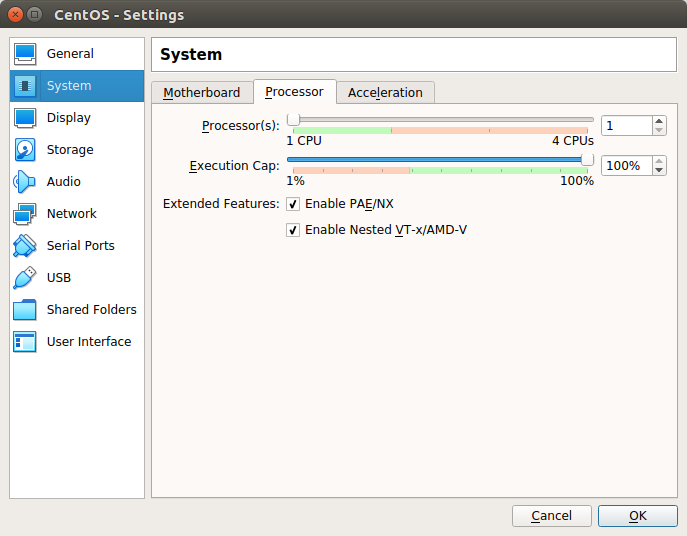 CentOS - Settings
General
System
Display
Storage
Audio
Network
Serial Ports
USB
Shared Folders
User Interface
System
Motherboard Processor Acceleration
Processor(s): 1
1 CPU 4 CPUs
Execution Cap: 100%
1% 100%
Extended Features: Enable PAE/NX
Enable Nested VT-x/AMD-V
Cancel OK